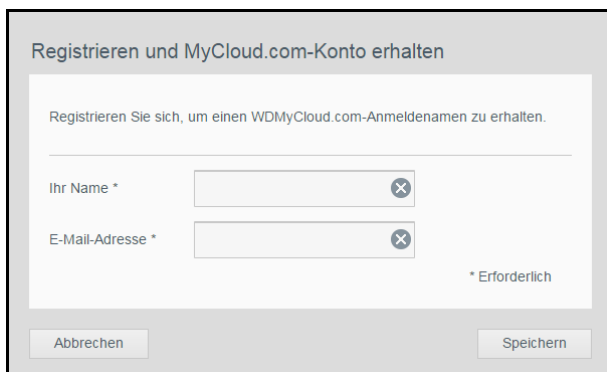 Registrieren und MyCloud.com-Konto erhalten
Registrieren Sie sich, um einen WDMyCloud.com-Anmeldenamen zu erhalten.
Ihr Name *
E-Mail-Adresse *
* Erforderlich
Abbrechen
Speichern